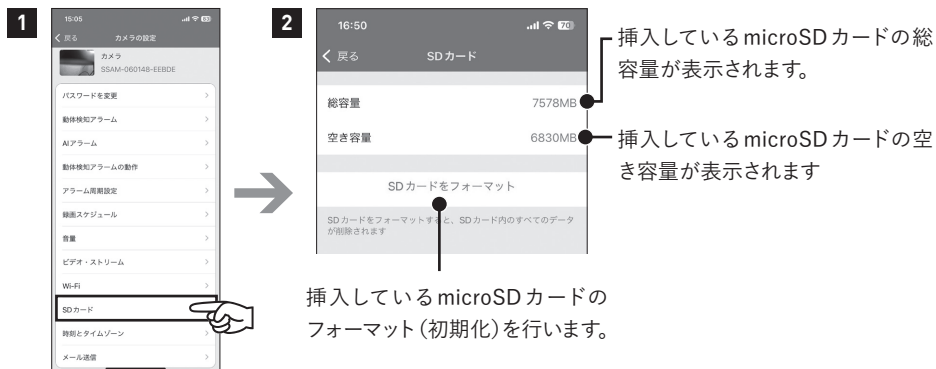 1
15:05
63
戻る
カメラの設定
カメラ
SSAM-060148-EEBDE
パスワードを変更
動体検知アラーム
AIアラーム
動体検知アラームの動作
アラーム周期設定
録画スケジュール
音量
ビデオ・ストリーム
Wi-Fi
SDカード
時刻とタイムゾーン
メール送信
2
16:50
70
戻る
SDカード
総容量 7578MB
空き容量 6830MB
SDカードをフォーマット
SDカードをフォーマットすると、SDカード内のすべてのデータ
が削除されます
挿入しているmicroSDカードの総
容量が表示されます。
挿入しているmicroSDカードの空
き容量が表示されます
挿入しているmicroSDカードの
フォーマット(初期化)を行います。